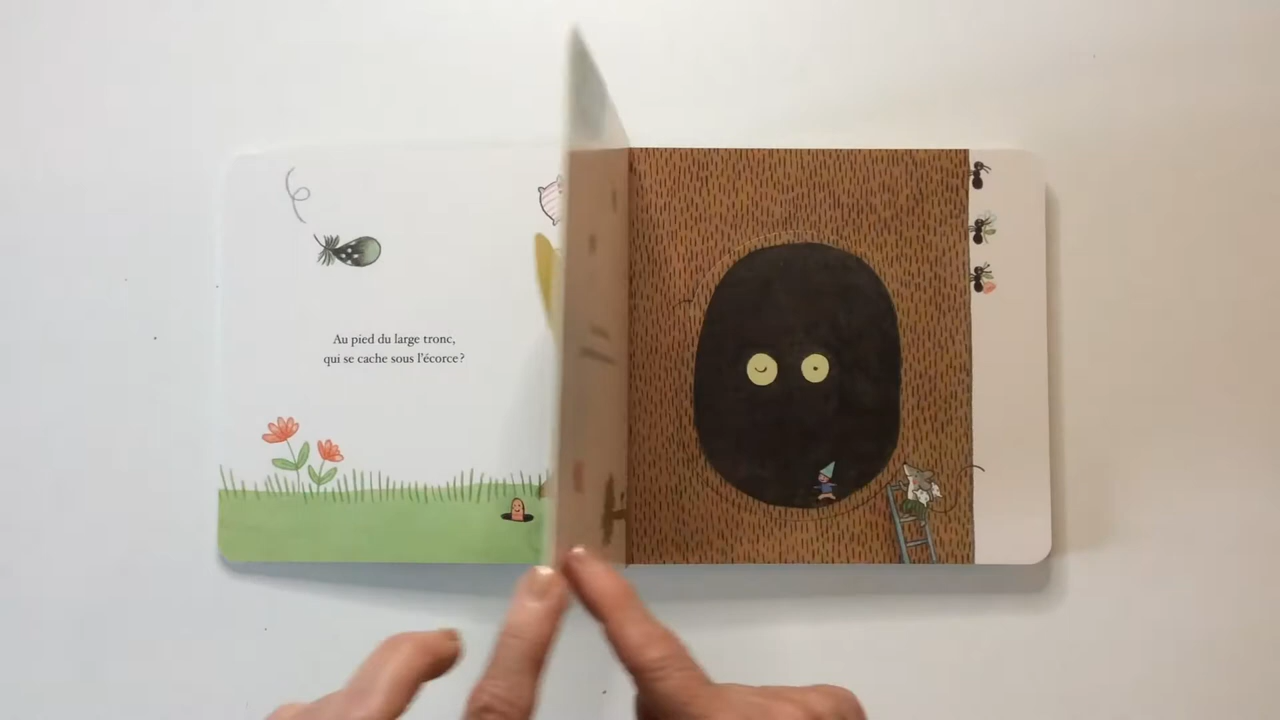 Au pied du large tronc,
qui se cache sous l'écorce ?